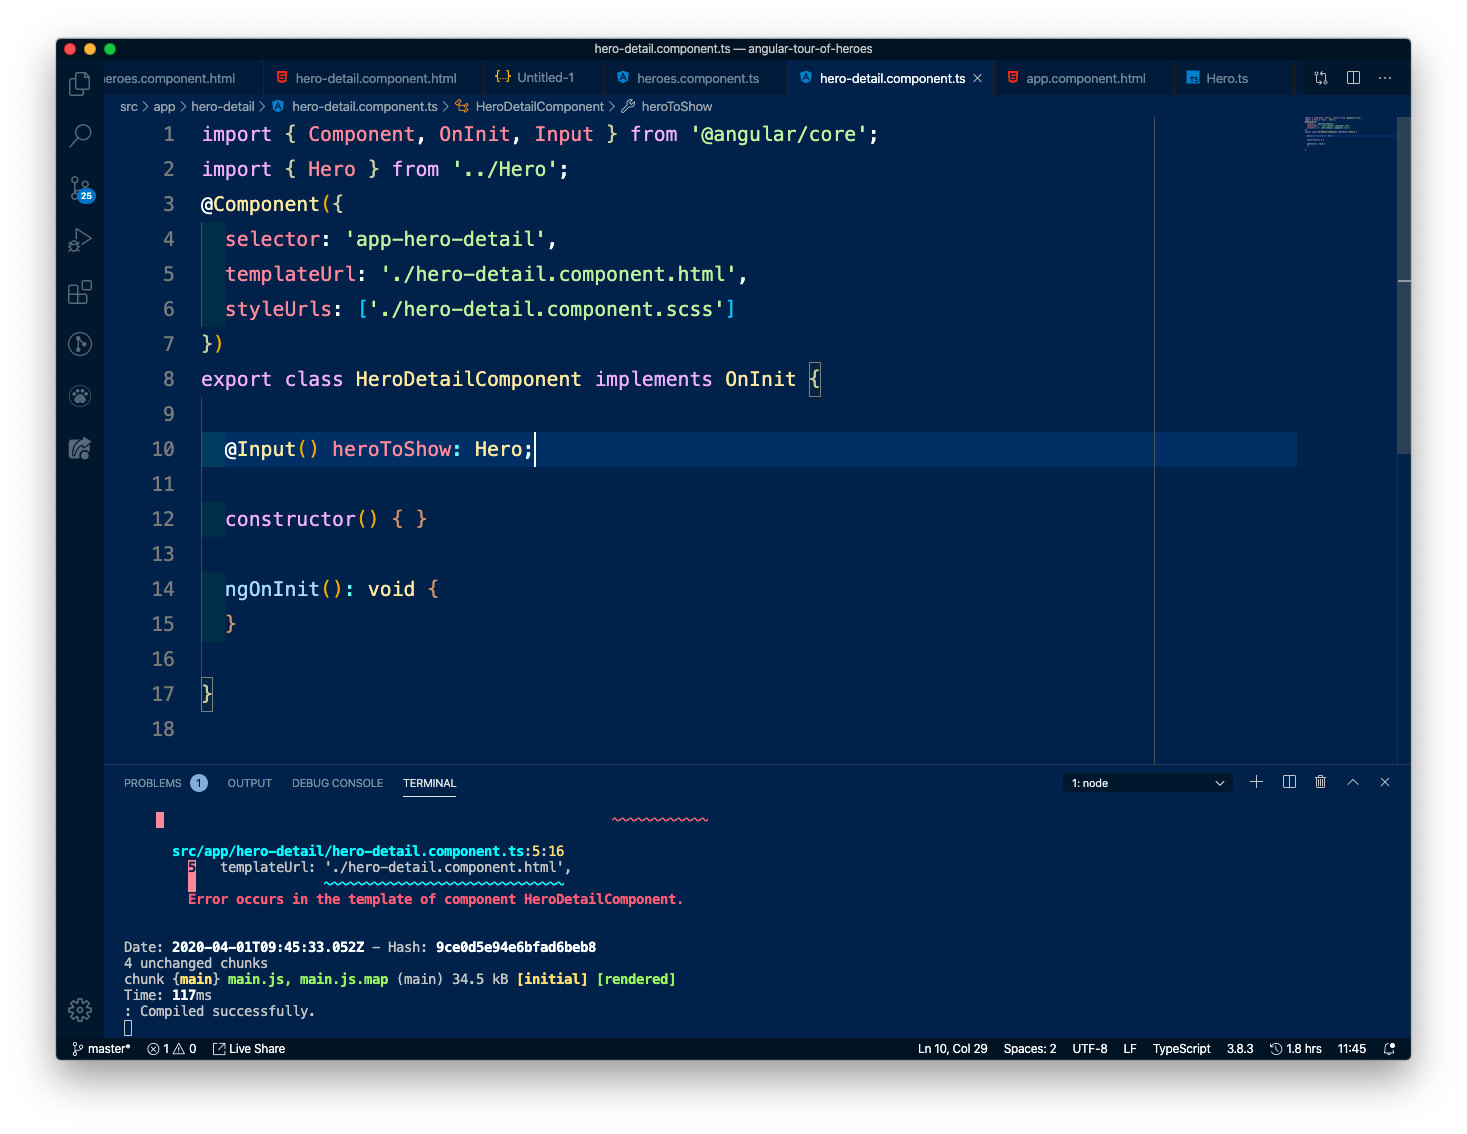 hero-detail.component.ts — angular-tour-of-heroes
eroes.component.html hero-detail.component.html Untitled-1 heroes.component.ts hero-detail.component.ts app.component.html Hero.ts
src > app > hero-detail > hero-detail.component.ts > HeroDetailComponent > heroToShow
1 import { Component, OnInit, Input } from '@angular/core';
2 import { Hero } from '../Hero';
3 @Component({
4 selector: 'app-hero-detail',
5 templateUrl: './hero-detail.component.html',
6 styleUrls: ['./hero-detail.component.scss']
7 })
8 export class HeroDetailComponent implements OnInit {
9
10 @Input() heroToShow: Hero;
11
12 constructor() { }
13
14 ngOnInit(): void {
15 }
16
17 }
18
25
PROBLEMS 1 OUTPUT DEBUG CONSOLE TERMINAL 1: node
src/app/hero-detail/hero-detail.component.ts:5:16
5 templateUrl: './hero-detail.component.html',
Error occurs in the template of component HeroDetailComponent.
Date: 2020-04-01T09:45:33.052Z - Hash: 9ce0d5e94e6bfad6beb8
4 unchanged chunks
chunk {main} main.js, main.js.map (main) 34.5 kB [initial] [rendered]
Time: 117ms
: Compiled successfully.
master* 1 0 Live Share Ln 10, Col 29 Spaces: 2 UTF-8 LF TypeScript 3.8.3 1.8 hrs 11:45